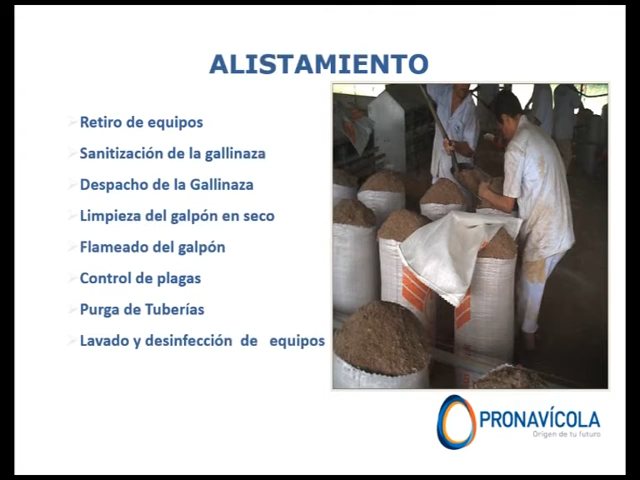 ALISTAMIENTO
Retiro de equipos
Sanitización de la gallinaza
Despacho de la Gallinaza
Limpieza del galpón en seco
Flameado del galpón
Control de plagas
Purga de Tuberías
Lavado y desinfección de equipos
PRONAVÍCOLA
Origen de tu futuro